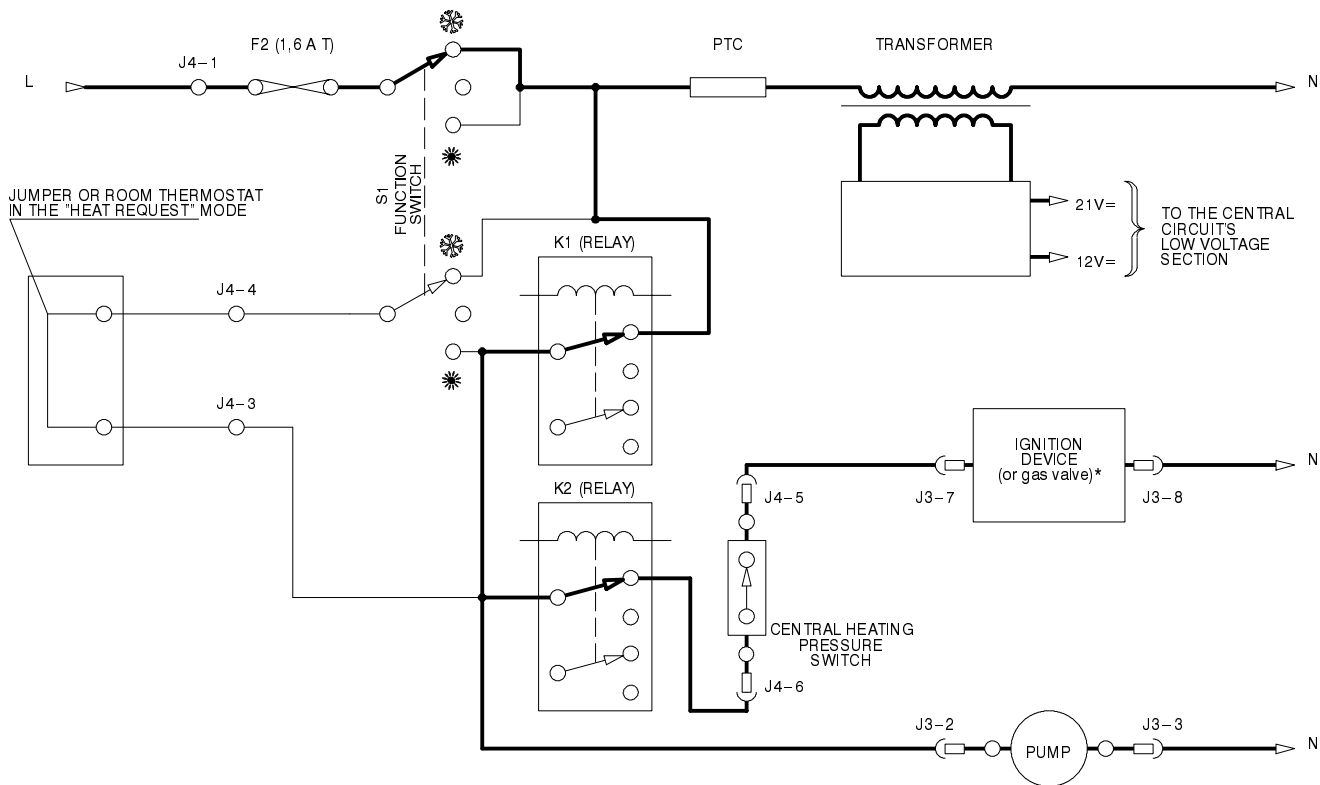 F2 (1,6 A T)
PTC
TRANSFORMER
J4-1
L
N
S1
FUNCTION
SWITCH
JUMPER OR ROOM THERMOSTAT
IN THE "HEAT REQUEST" MODE
21V=
12V=
TO THE CENTRAL
CIRCUIT'S
LOW VOLTAGE
SECTION
K1 (RELAY)
J4-4
J4-3
IGNITION
DEVICE
(or gas valve)*
N
J4-5
J3-7
J3-8
K2 (RELAY)
CENTRAL HEATING
PRESSURE
SWITCH
J4-6
J3-2
J3-3
PUMP
N